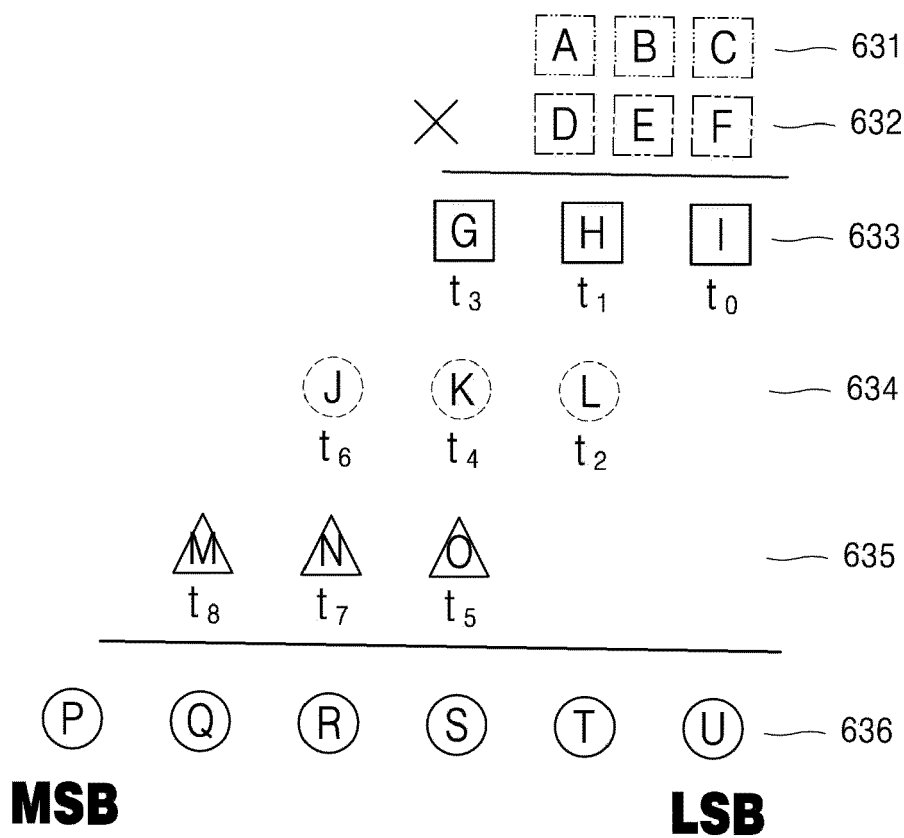 A B C 631
× D E F 632
G H I 633
t3 t1 t0
J K L 634
t6 t4 t2
M N O 635
t8 t7 t5
P Q R S T U 636
MSB LSB